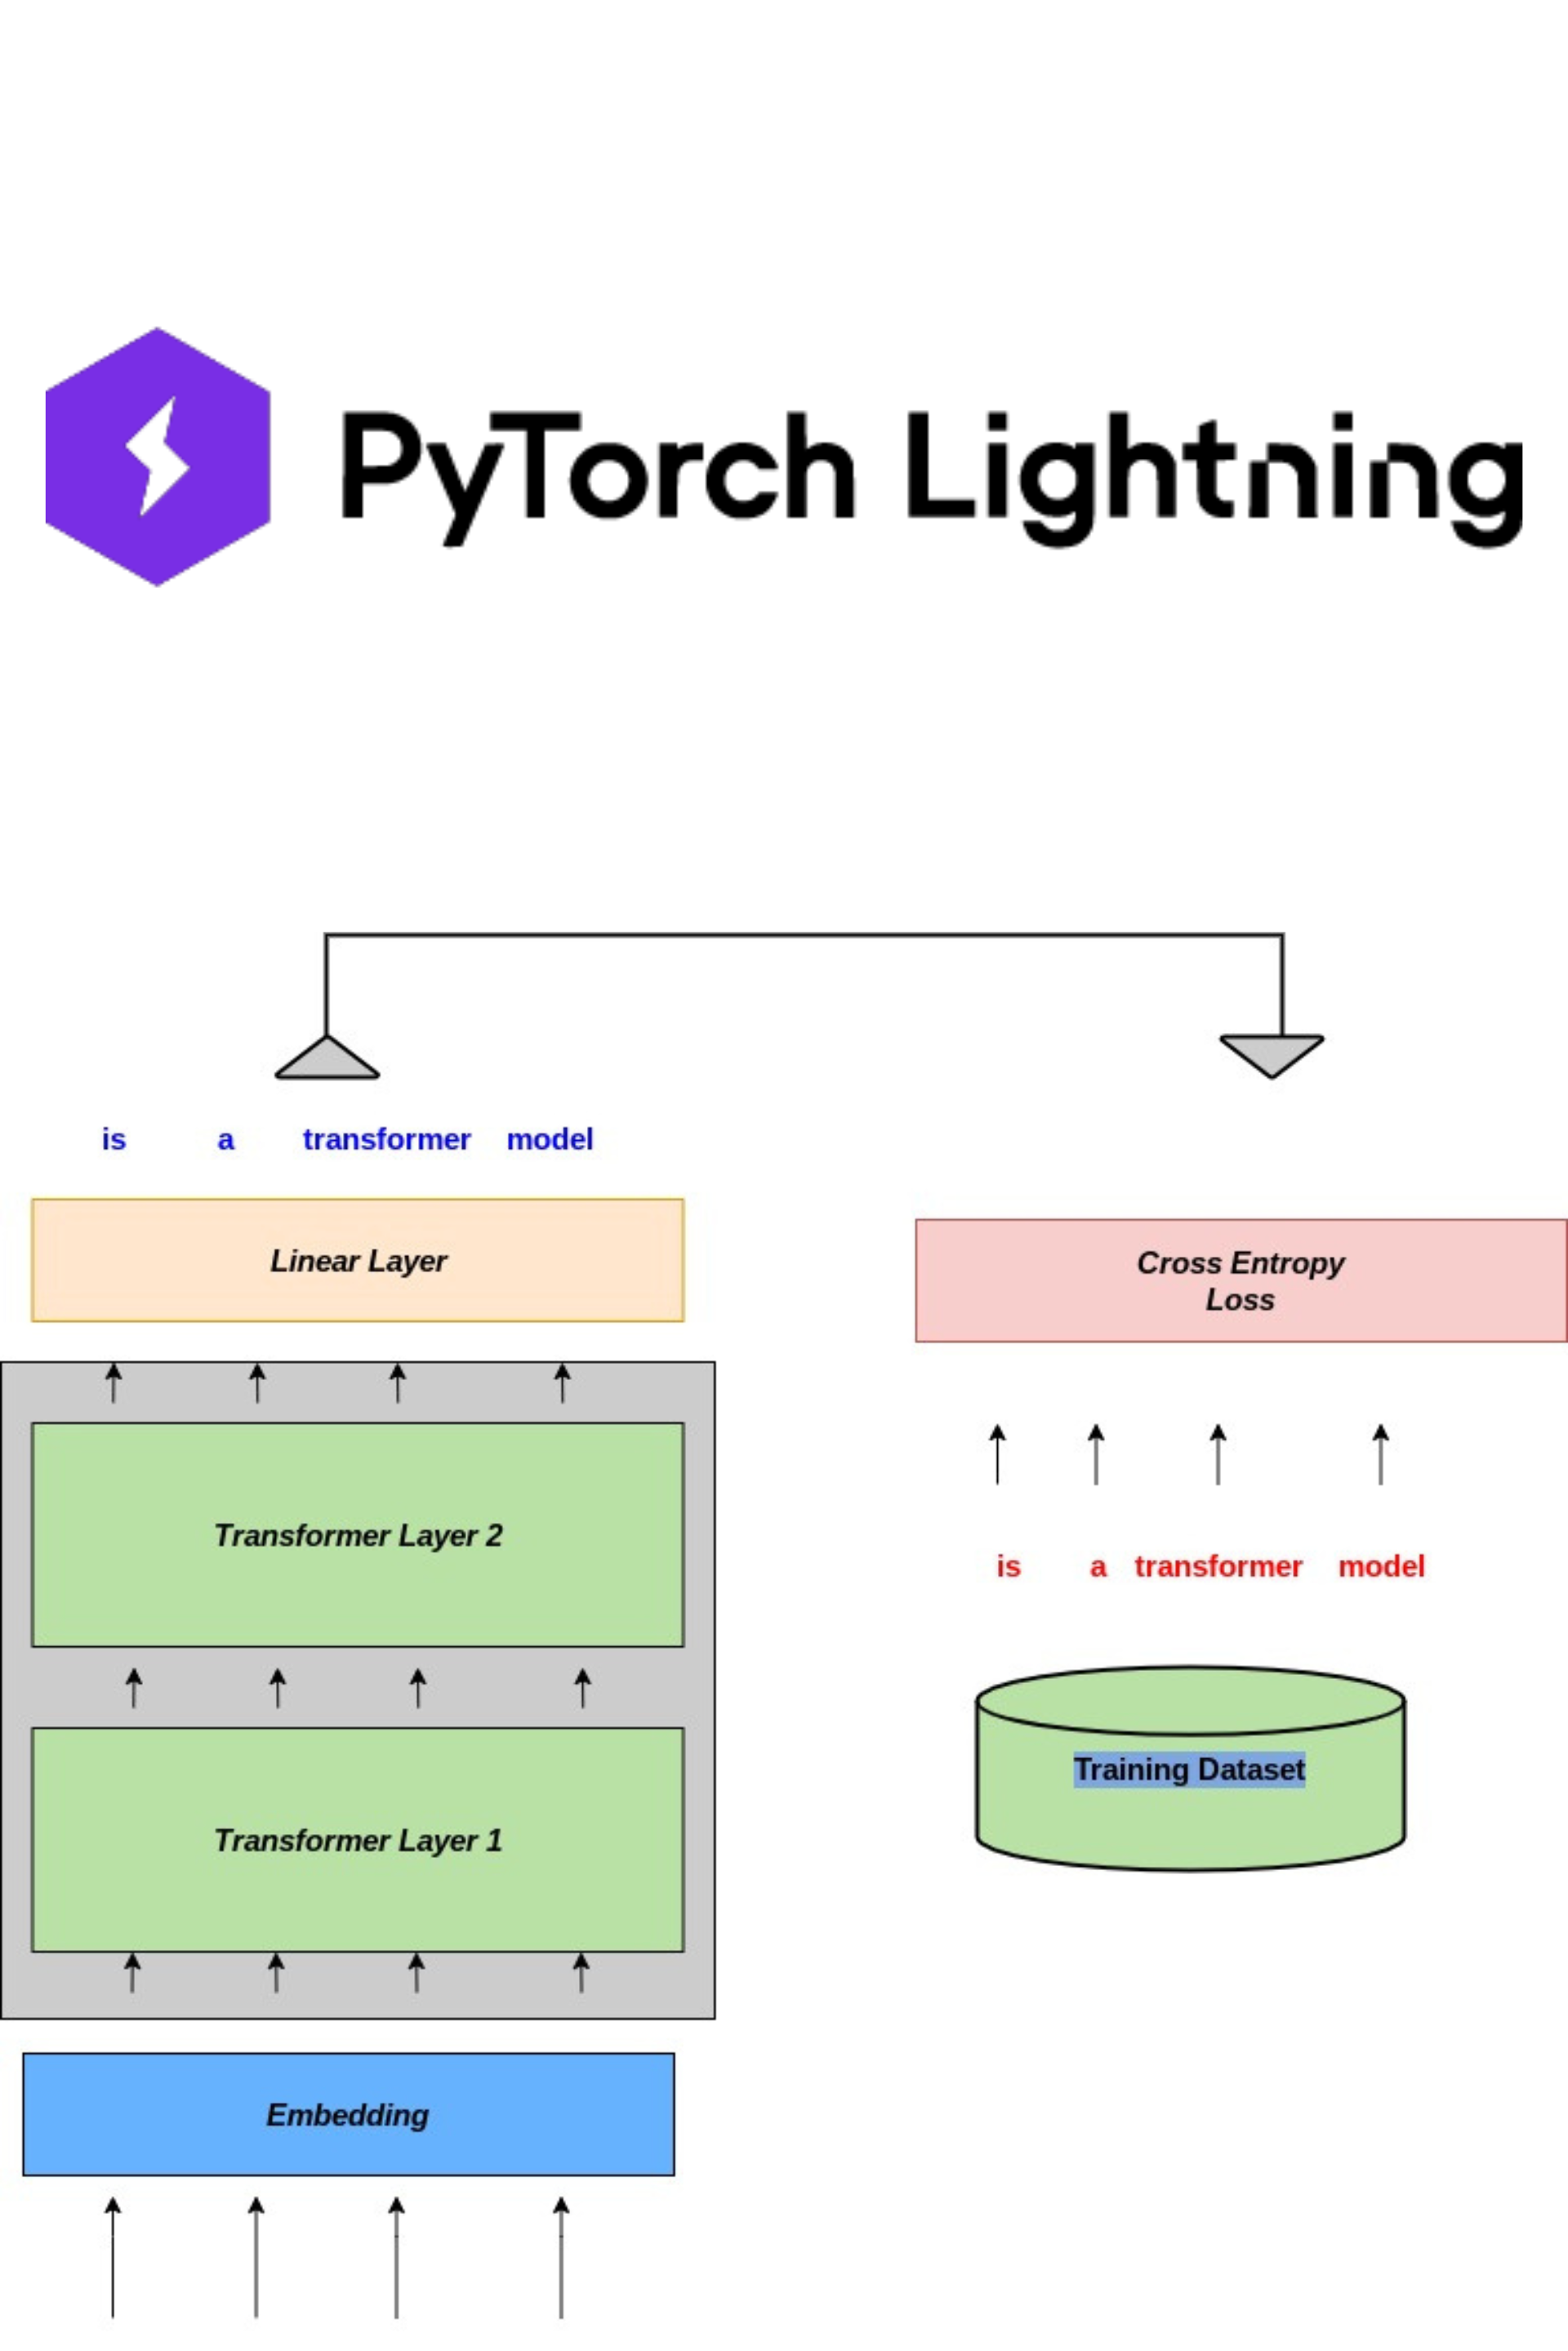 PyTorch Lightning
is a transformer model
Linear Layer
Transformer Layer 2
Transformer Layer 1
Embedding
Cross Entropy
Loss
is a transformer model
Training Dataset